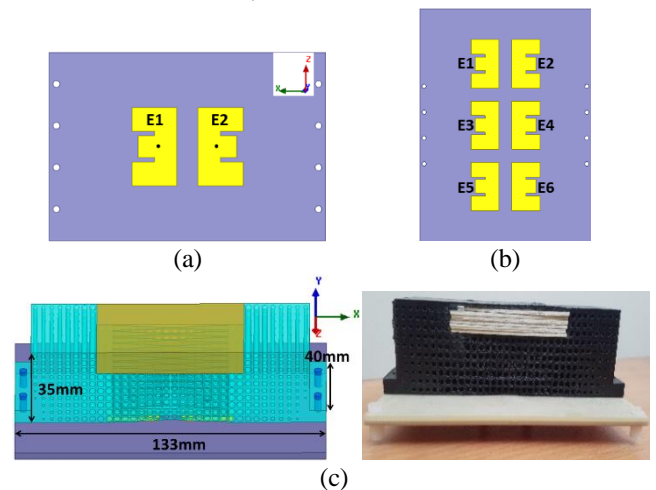 Z
X
Y
E1 E2
E1 E2
E3 E4
E5 E6
(a) (b)
Y
X
Z
40mm
35mm
133mm
(c)